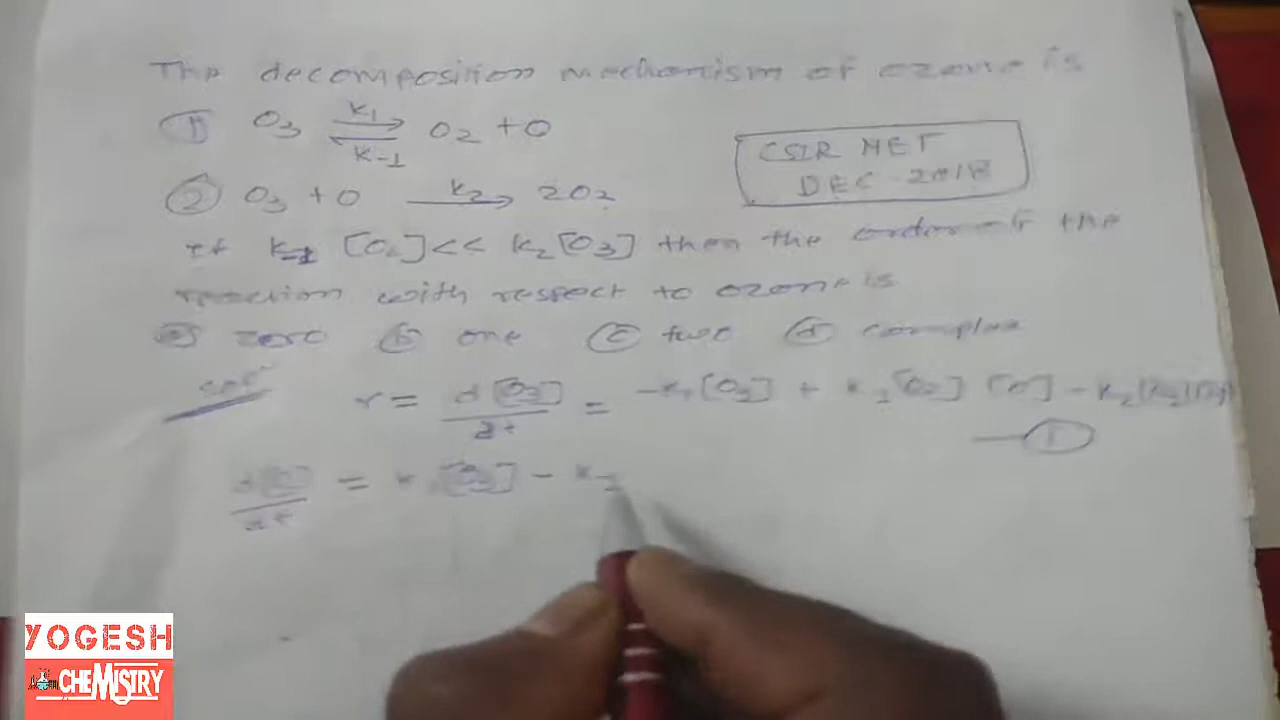 The decomposition mechanism of ozone is
① O₃ ⇌ O₂ + O
k₁
k₋₁
② O₃ + O ⟶ 2O₂
k₂
CSIR NET
DEC-2018
If k₋₁ [O₂] << k₂ [O₃] then the order of the
reaction with respect to ozone is
ⓐ zero ⓑ one ⓒ two ⓓ complex
r = d[O₃]/dt = -k₁[O₃] + k₋₁[O₂] [O] - k₂
①
= k [O₃] - k₋
YOGESH
CHEMISTRY